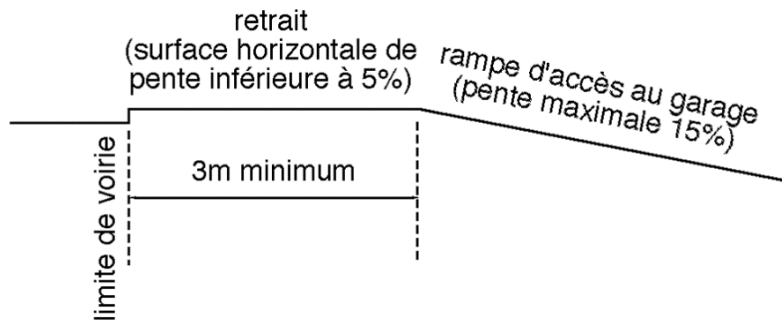 retrait
(surface horizontale de
pente inférieure à 5%)
rampe d'accès au garage
(pente maximale 15%)
3m minimum
limite de voirie